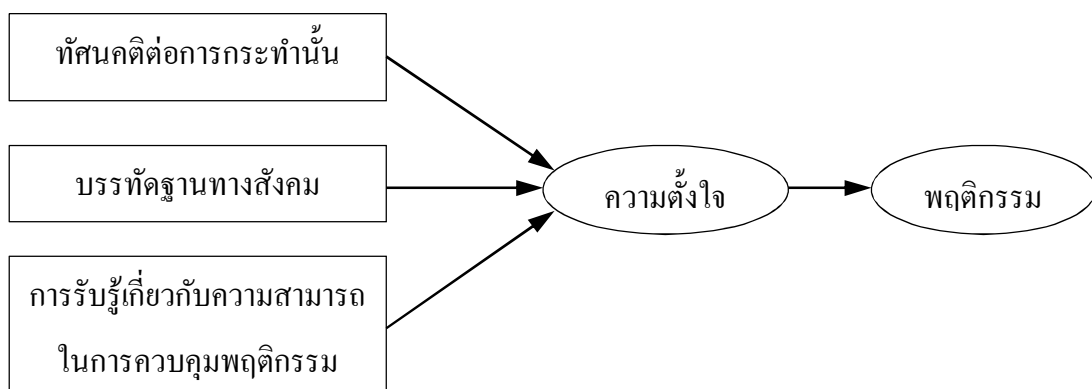 ทัศนคติต่อการกระทำนั้น
บรรทัดฐานทางสังคม
การรับรู้เกี่ยวกับความสามารถ
ในการควบคุมพฤติกรรม
ความตั้งใจ
พฤติกรรม